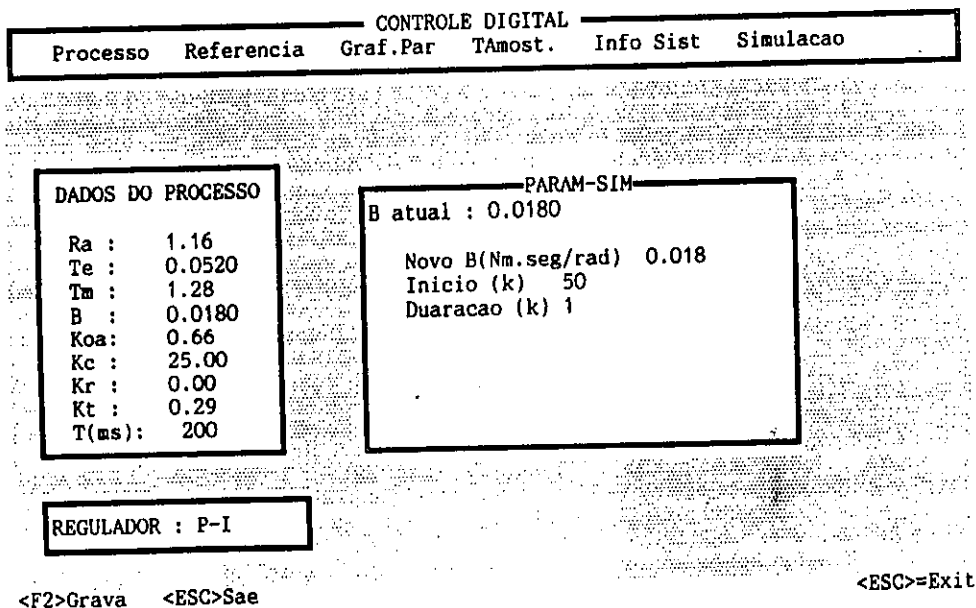 CONTROLE DIGITAL
Processo Referencia Graf.Par TAmost. Info Sist Simulacao
DADOS DO PROCESSO
Ra : 1.16
Te : 0.0520
Tm : 1.28
B : 0.0180
Koa: 0.66
Kc : 25.00
Kr : 0.00
Kt : 0.29
T(ms): 200
PARAM-SIM
B atual : 0.0180
Novo B(Nm.seg/rad) 0.018
Inicio (k) 50
Duaracao (k) 1
REGULADOR : P-I
<F2>Grava <ESC>Sae
<ESC>=Exit